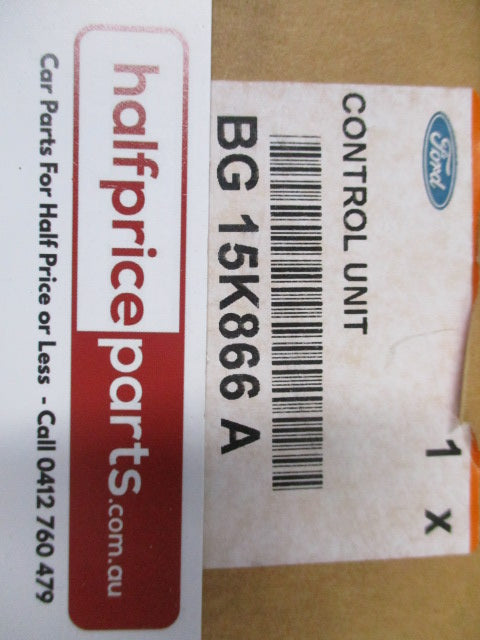 Ford
1 X
CONTROL UNIT
BG 15K866 A
halfpriceparts.com.au
Car Parts For Half Price or Less - Call 0412 760 479